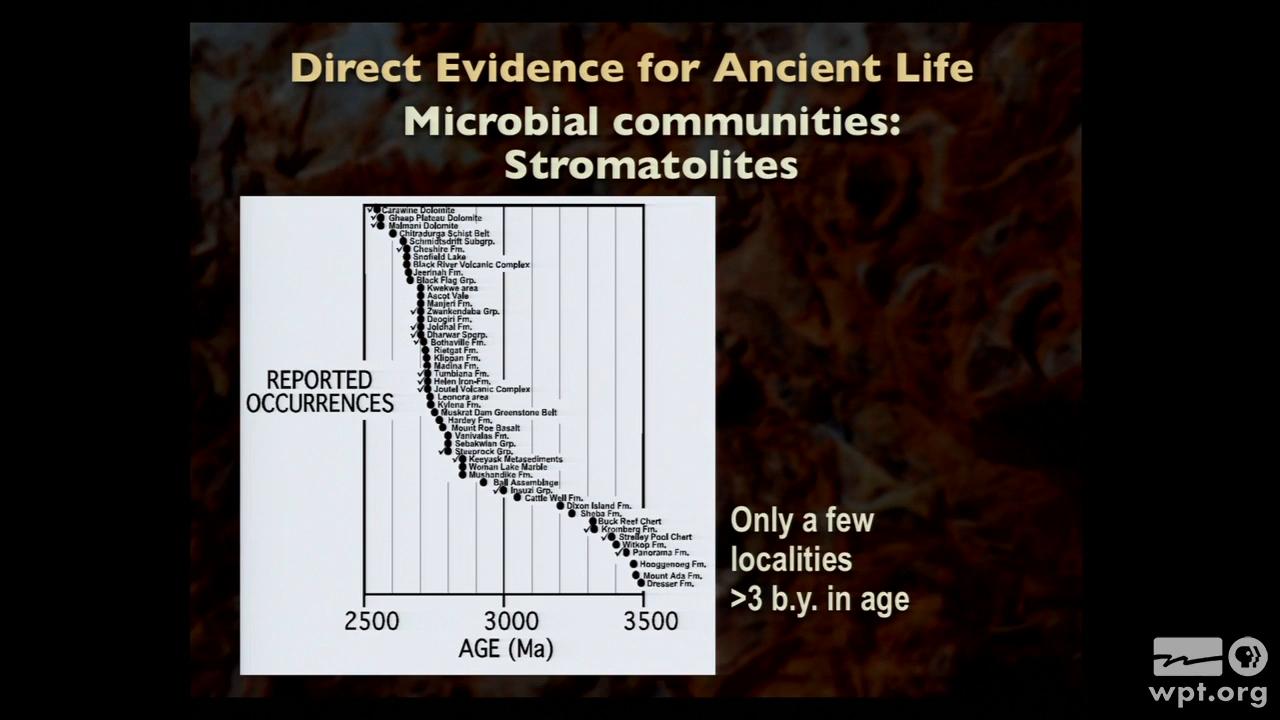 Direct Evidence for Ancient Life
Microbial communities:
Stromatolites
Carawine Dolomite
Ghaap Plateau Dolomite
Malmani Dolomite
Chitradurga Schist Belt
Schmidtsdrift Subgrp.
Cheshire Fm.
Snofield Lake
Black River Volcanic Complex
Jeerinah Fm.
Black Flag Grp.
Kwekwe area
Ascot Vale
Manjeri Fm.
Zwankendaba Grp.
Deogiri Fm.
Joldhal Fm.
Dharwar Spgrp.
Bothaville Fm.
Rietgat Fm.
Klippan Fm.
Madina Fm.
Tumbiana Fm.
Helen Iron-Fm.
Joutel Volcanic Complex
Leonora area
Kylena Fm.
Muskrat Dam Greenstone Belt
Hardey Fm.
Mount Roe Basalt
Vanivalas Fm.
Sebakwian Grp.
Steeprock Grp.
Keeyask Metasediments
Woman Lake Marble
Mushandike Fm.
Ball Assemblage
Insuzi Grp.
Cattle Well Fm.
Dixon Island Fm.
Sheba Fm.
Buck Reef Chert
Kromberg Fm.
Strelley Pool Chert
Witkop Fm.
Panorama Fm.
Hooggenoeg Fm.
Mount Ada Fm.
Dresser Fm.
REPORTED
OCCURRENCES
2500 3000 3500
AGE (Ma)
Only a few
localities
>3 b.y. in age
wpt.org